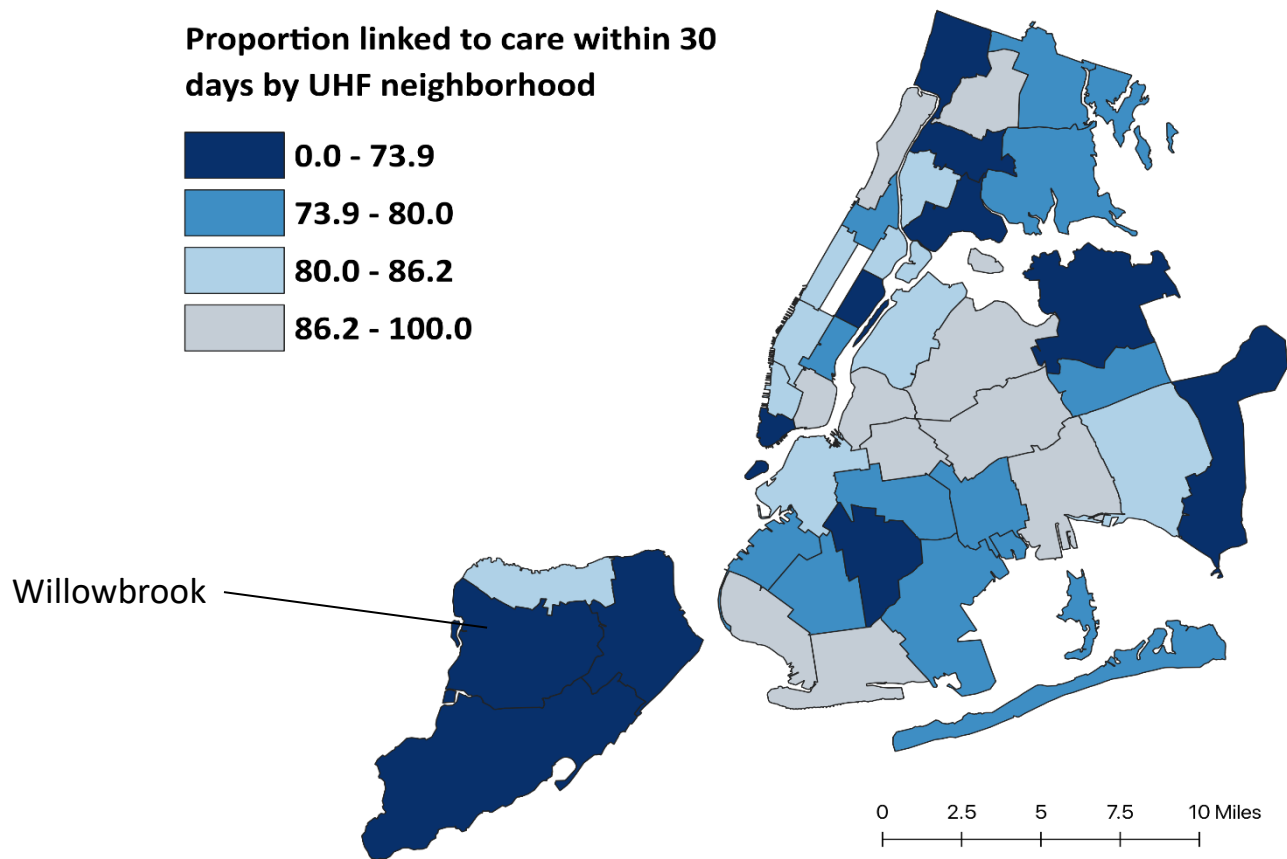 Proportion linked to care within 30
days by UHF neighborhood
0.0 - 73.9
73.9 - 80.0
80.0 - 86.2
86.2 - 100.0
Willowbrook
0 2.5 5 7.5 10 Miles